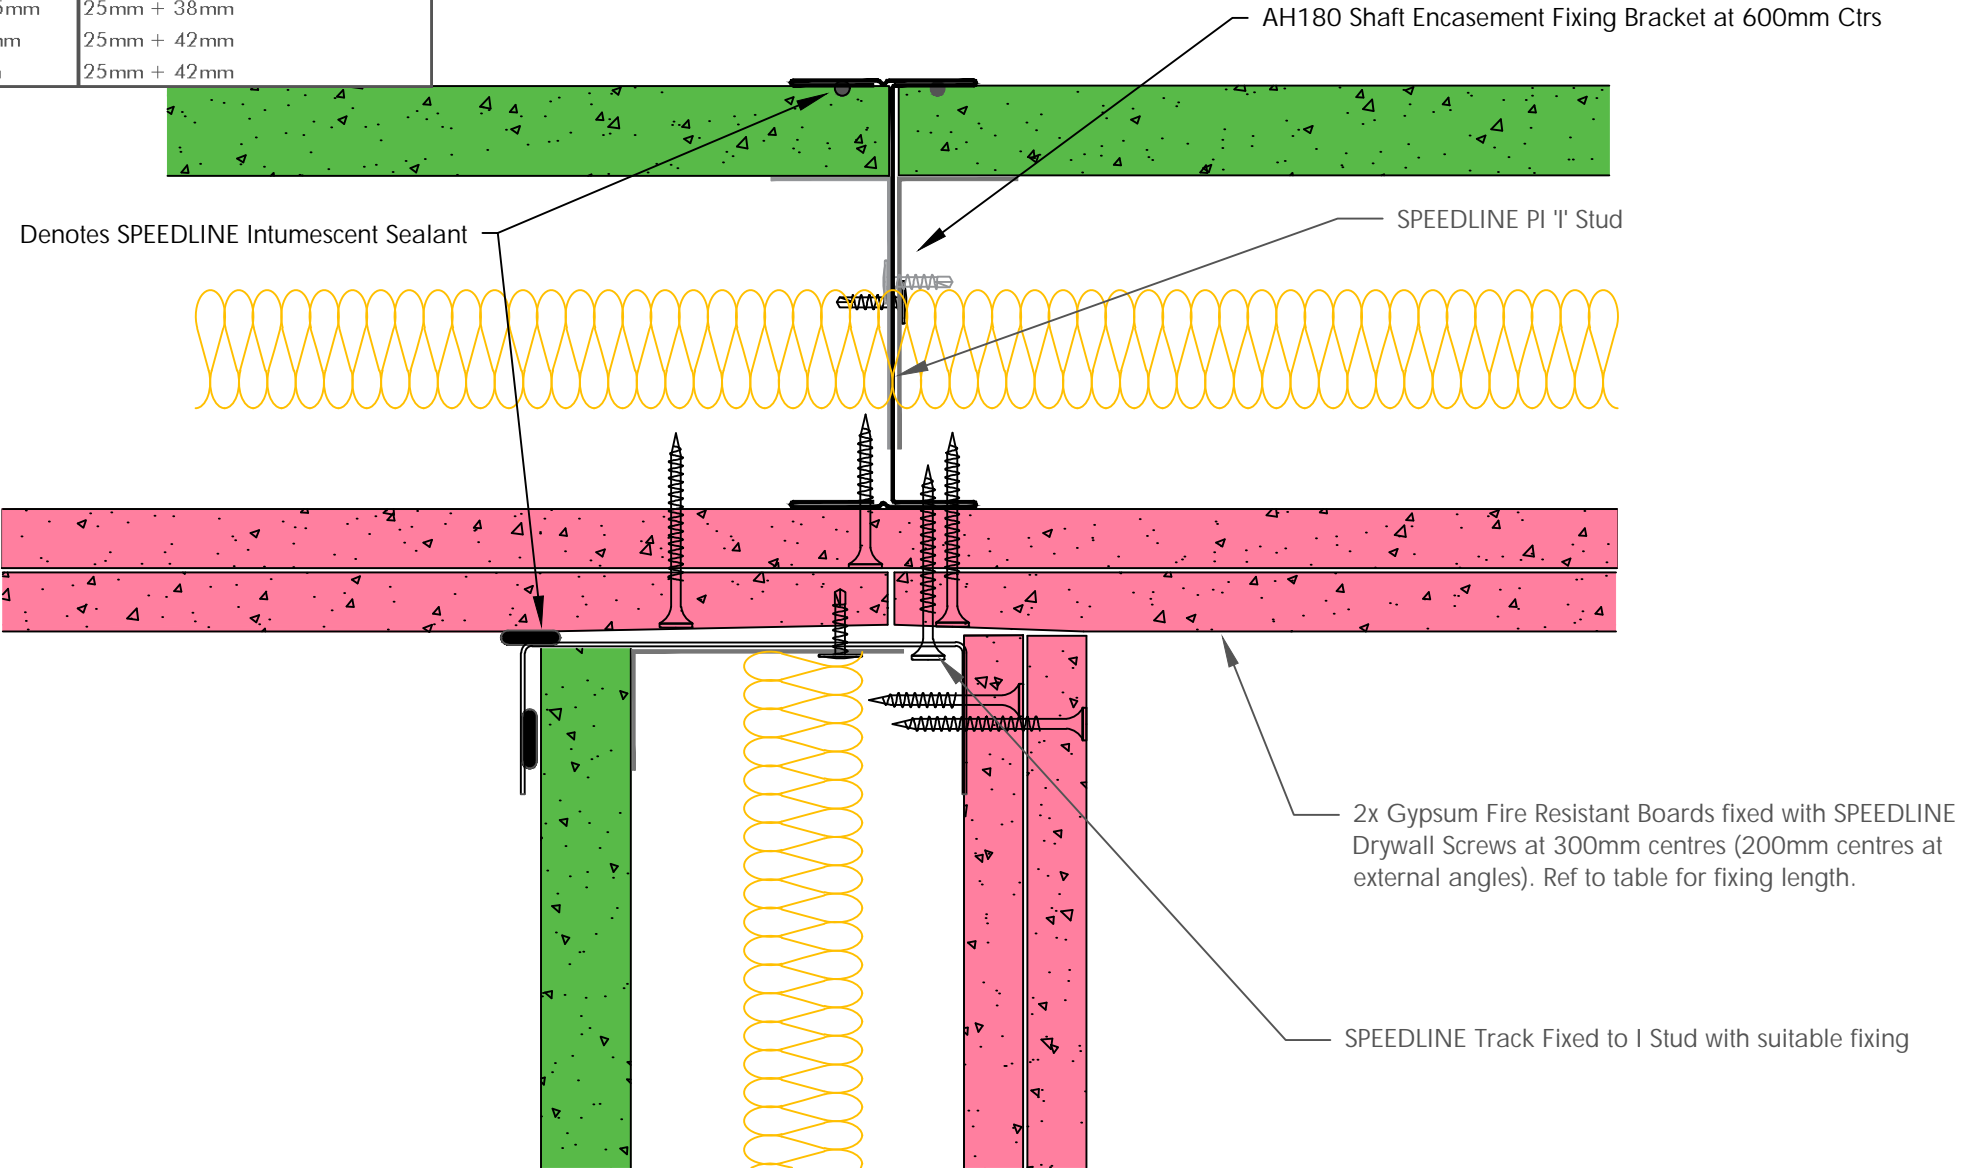 25mm + 38mm
25mm + 42mm
25mm + 42mm
AH180 Shaft Encasement Fixing Bracket at 600mm Ctrs
SPEEDLINE PI 'I' Stud
Denotes SPEEDLINE Intumescent Sealant
2x Gypsum Fire Resistant Boards fixed with SPEEDLINE
Drywall Screws at 300mm centres (200mm centres at
external angles). Ref to table for fixing length.
SPEEDLINE Track Fixed to I Stud with suitable fixing